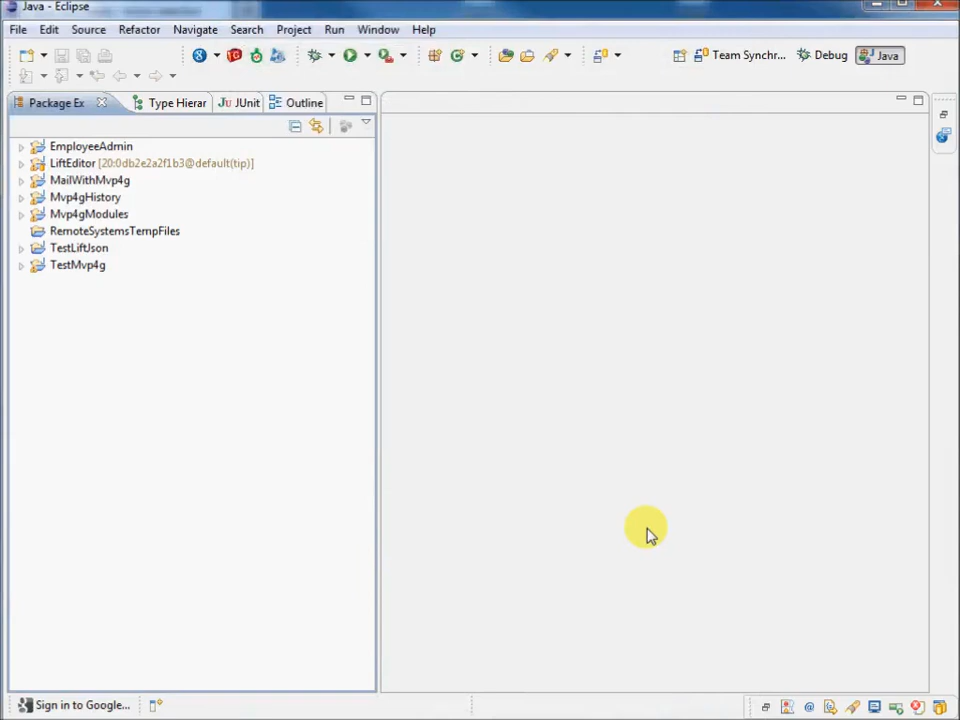 Java - Eclipse
File Edit Source Refactor Navigate Search Project Run Window Help
Team Synchr... Debug Java
Package Ex Type Hierar JUnit Outline
EmployeeAdmin
LiftEditor [20:0db2e2a2f1b3@default(tip)]
MailWithMvp4g
Mvp4gHistory
Mvp4gModules
RemoteSystemsTempFiles
TestLiftJson
TestMvp4g
Sign in to Google...